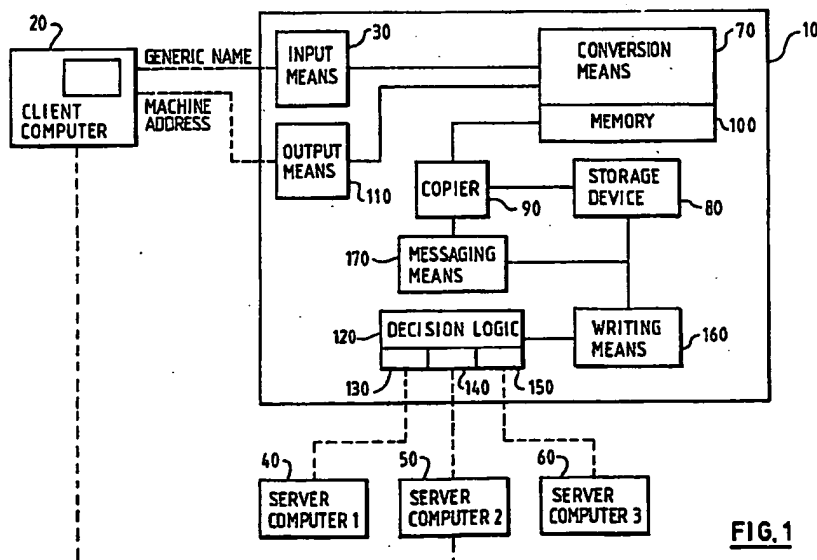 20
GENERIC NAME
CLIENT
COMPUTER
MACHINE
ADDRESS
INPUT
MEANS
30
OUTPUT
MEANS
110
CONVERSION
MEANS
70
10
MEMORY
100
COPIER
90
STORAGE
DEVICE
80
170
MESSAGING
MEANS
120
DECISION LOGIC
130
140
150
WRITING
MEANS
160
40
SERVER
COMPUTER 1
50
SERVER
COMPUTER 2
60
SERVER
COMPUTER 3
FIG. 1